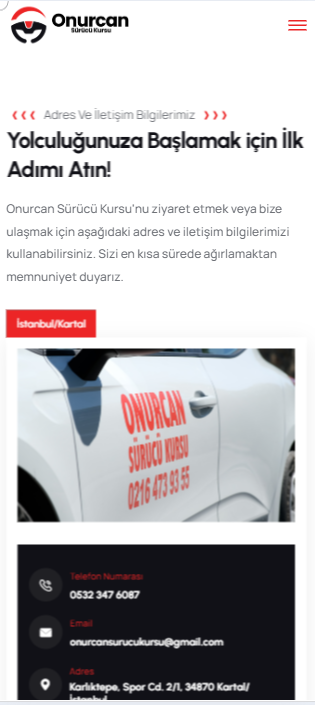 Onurcan
Sürücü Kursu
Adres Ve İletişim Bilgilerimiz
Yolculuğunuza Başlamak için İlk
Adımı Atın!
Onurcan Sürücü Kursu'nu ziyaret etmek veya bize
ulaşmak için aşağıdaki adres ve iletişim bilgilerimizi
kullanabilirsiniz. Sizi en kısa sürede ağırlamaktan
memnuniyet duyarız.
İstanbul/Kartal
ONURCAN
SÜRÜCÜ KURSU
0216 473 93 55
Telefon Numarası
0532 347 6087
Email
onurcansurucukursu@gmail.com
Adres
Karlıktepe, Spor Cd. 2/1, 34870 Kartal/
İstanbul